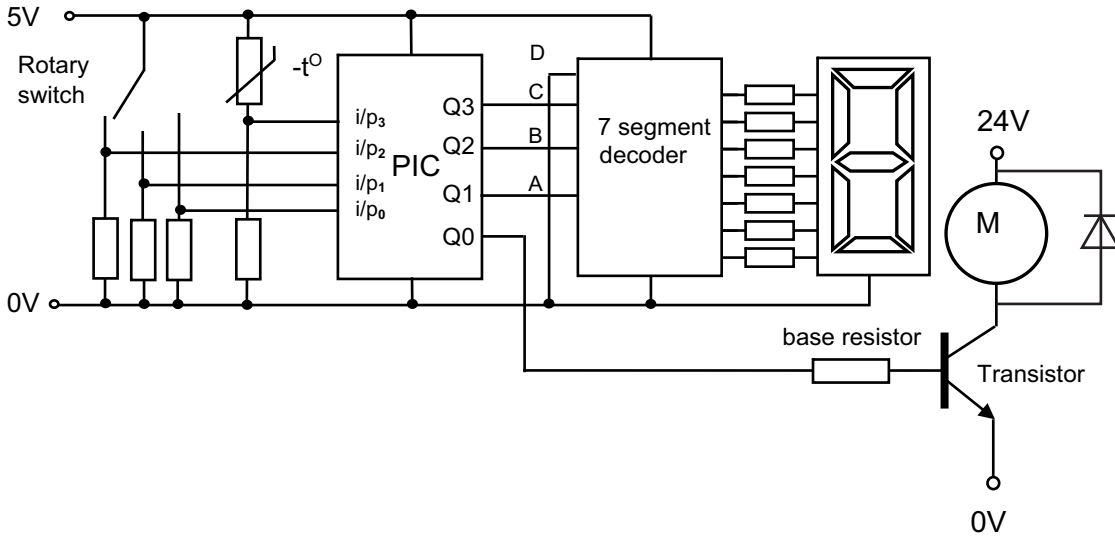 5V
Rotary
switch
-tᴼ
i/p₃
i/p₂
i/p₁
i/p₀
PIC
Q3
Q2
Q1
Q0
D
C
B
A
7 segment
decoder
24V
M
0V
base resistor
Transistor
0V